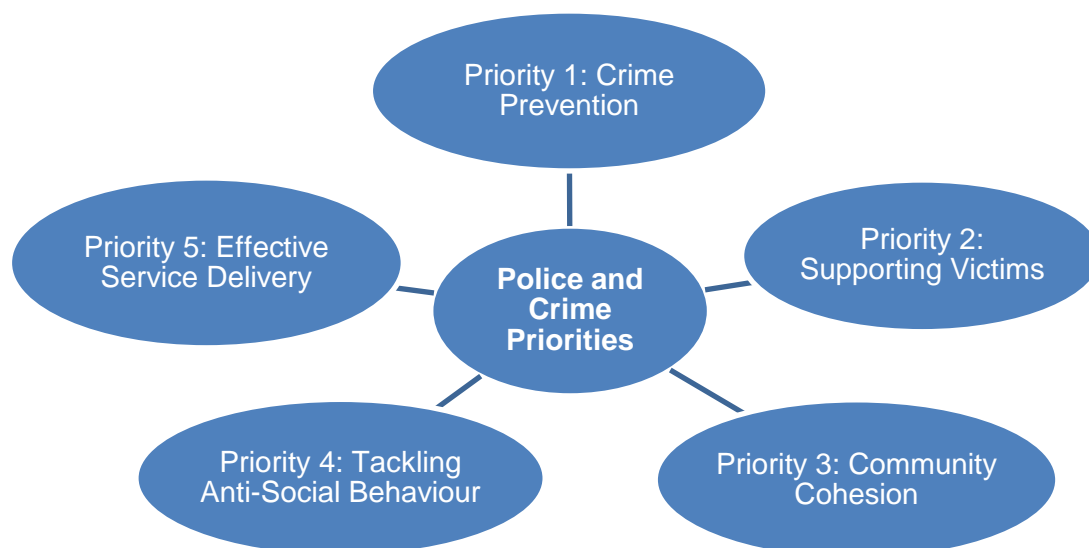 Priority 1: Crime
Prevention
Priority 2:
Supporting Victims
Priority 3: Community
Cohesion
Priority 4: Tackling
Anti-Social Behaviour
Priority 5: Effective
Service Delivery
Police and
Crime
Priorities